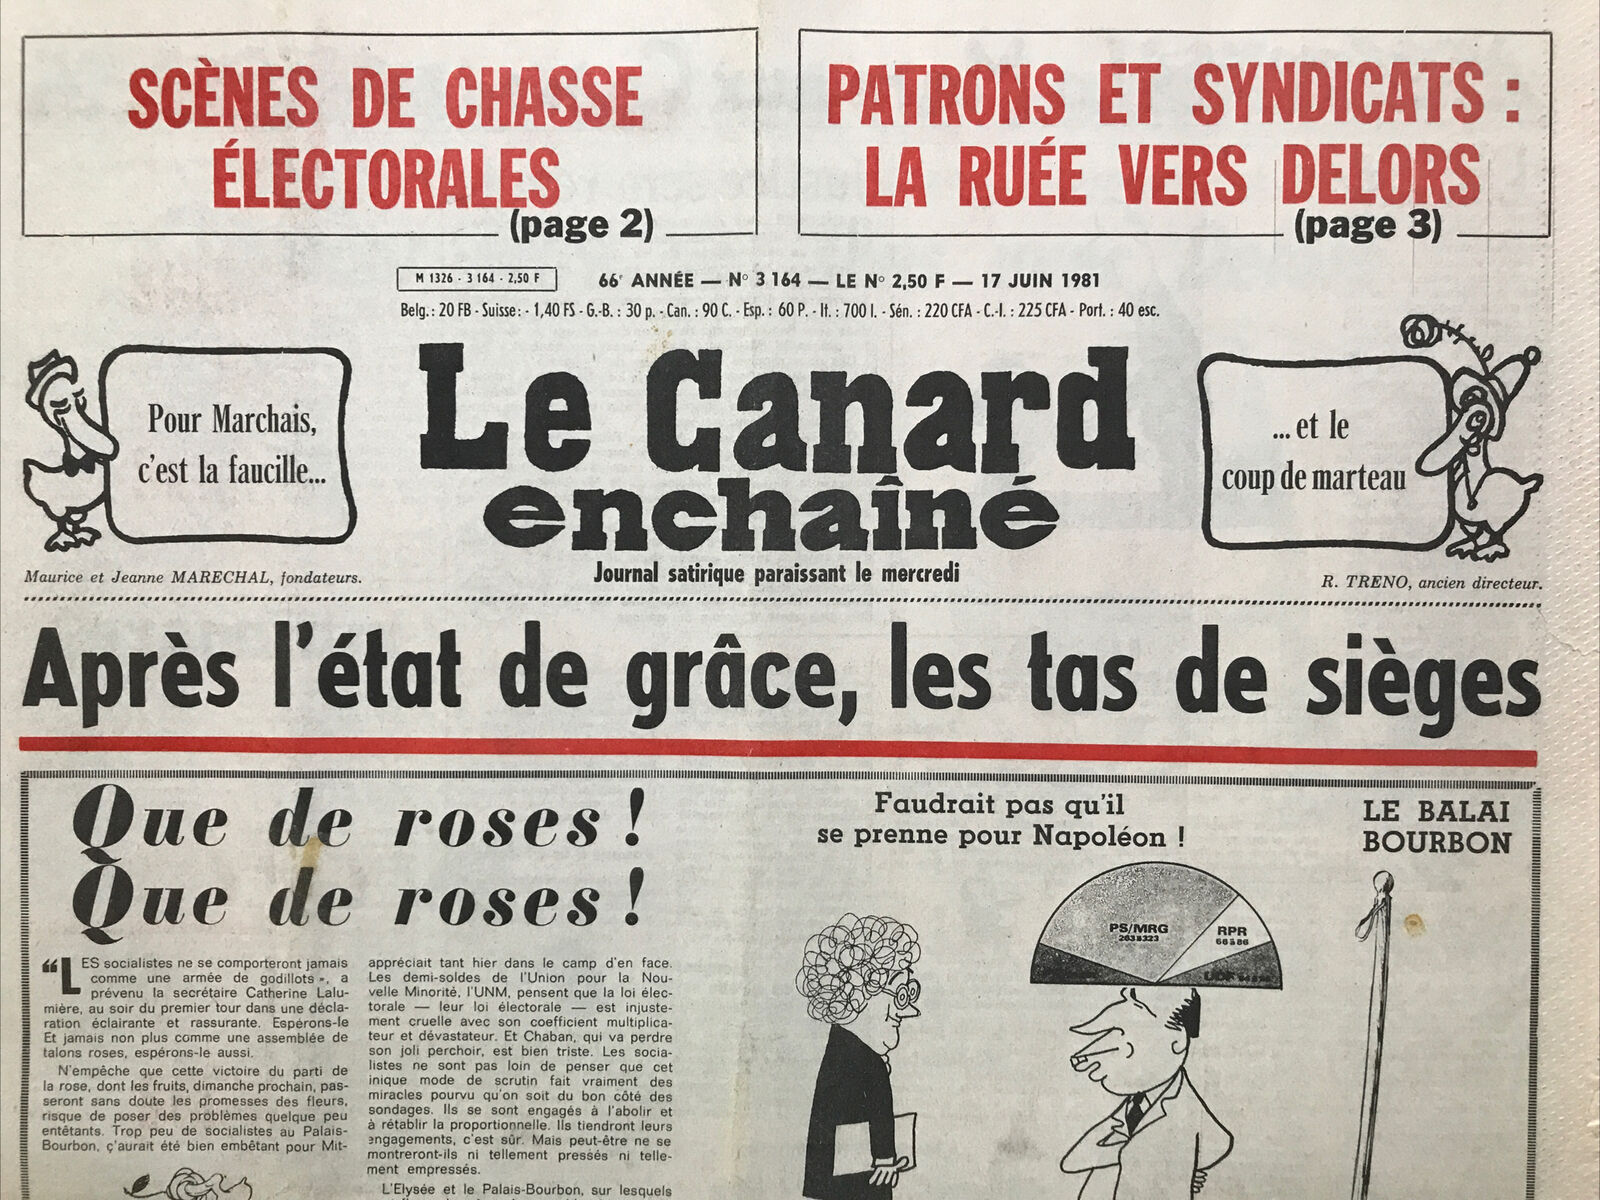 SCÈNES DE CHASSE
ÉLECTORALES
(page 2)
PATRONS ET SYNDICATS :
LA RUÉE VERS DELORS
(page 3)
M 1326 - 3 164 - 2,50 F
66e ANNÉE — N° 3 164 — LE N° 2,50 F — 17 JUIN 1981
Belg. : 20 FB - Suisse : - 1,40 FS - G.-B. : 30 p. - Can. : 90 C. - Esp. : 60 P. - It. : 700 l. - Sén. : 220 CFA - C.-I. : 225 CFA - Port. : 40 esc.
Pour Marchais,
c'est la faucille...
Le Canard
enchaîné
Journal satirique paraissant le mercredi
...et le
coup de marteau
Maurice et Jeanne MARECHAL, fondateurs.
R. TRENO, ancien directeur.
Après l'état de grâce, les tas de sièges
Que de roses !
Que de roses !
“LES socialistes ne se comporteront jamais
comme une armée de godillots », a
prévenu la secrétaire Catherine Lalu-
mière, au soir du premier tour dans une décla-
ration éclairante et rassurante. Espérons-le
Et jamais non plus comme une assemblée de
talons roses, espérons-le aussi.
N'empêche que cette victoire du parti de
la rose, dont les fruits, dimanche prochain, pas-
seront sans doute les promesses des fleurs,
risque de poser des problèmes quelque peu
entêtants. Trop peu de socialistes au Palais-
Bourbon, ç'aurait été bien embêtant pour Mit-
appréciait tant hier dans le camp d'en face.
Les demi-soldes de l'Union pour la Nou-
velle Minorité, l'UNM, pensent que la loi élec-
torale — leur loi électorale — est injuste-
ment cruelle avec son coefficient multiplica-
teur et dévastateur. Et Chaban, qui va perdre
son joli perchoir, est bien triste. Les socia-
listes ne sont pas loin de penser que cet
inique mode de scrutin fait vraiment des
miracles pourvu qu'on soit du bon côté des
sondages. Ils se sont engagés à l'abolir et
à rétablir la proportionnelle. Ils tiendront leurs
engagements, c'est sûr. Mais peut-être ne se
montreront-ils ni tellement pressés ni telle-
ment empressés.
L'Elysée et le Palais-Bourbon, sur lesquels
Faudrait pas qu'il
se prenne pour Napoléon !
LE BALAI
BOURBON
PS/MRG
263à323
RPR
66à86
UDF